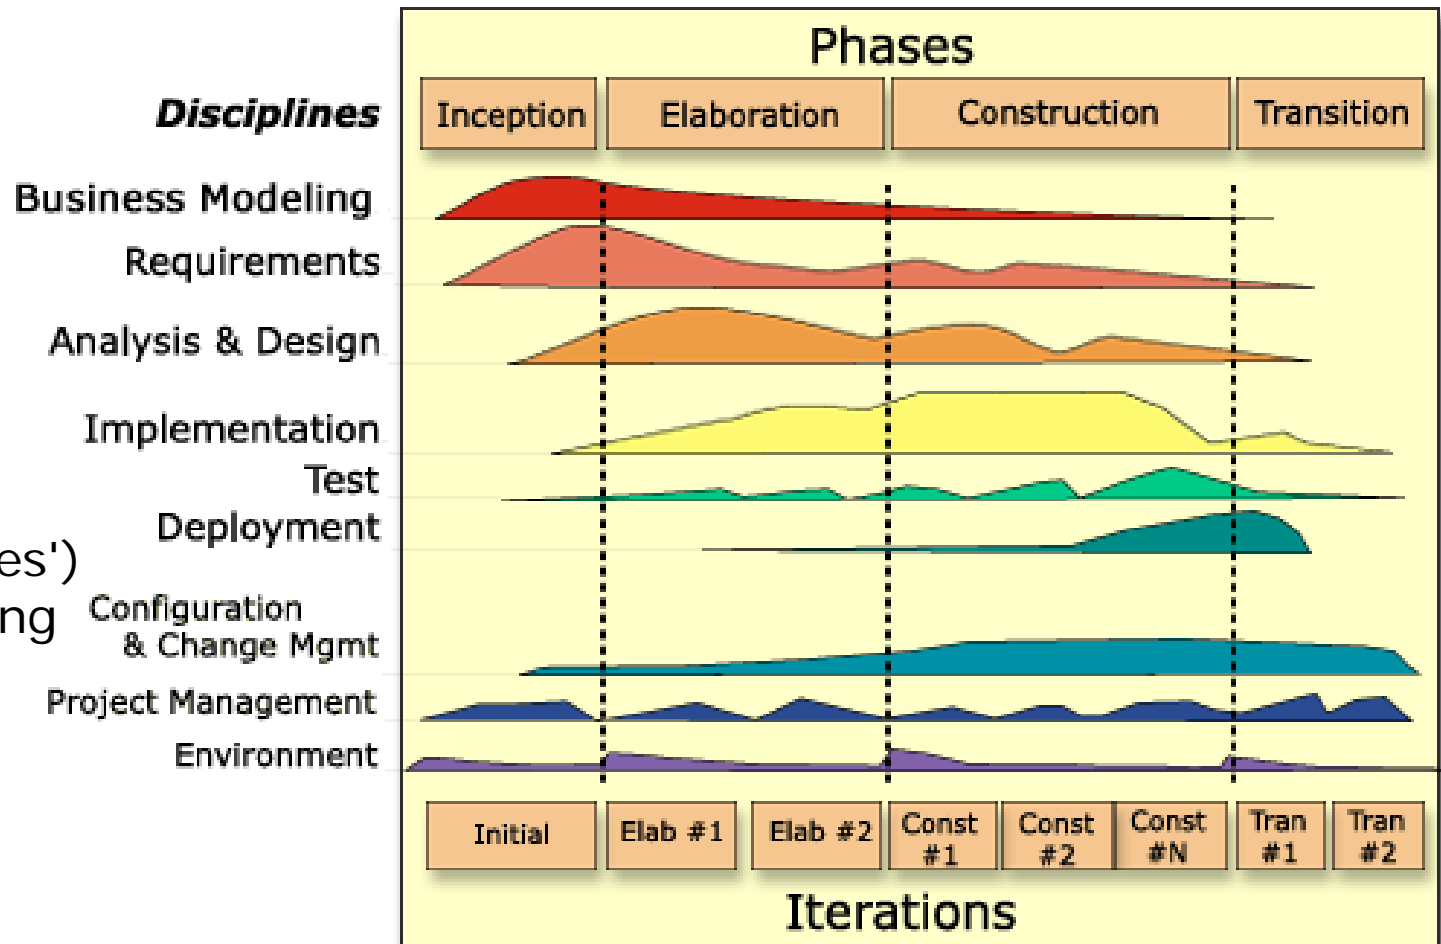 Phases
Disciplines
Inception
Elaboration
Construction
Transition
Business Modeling
Requirements
Analysis & Design
Implementation
Test
Deployment
es')
ng
Configuration
& Change Mgmt
Project Management
Environment
Initial
Elab #1
Elab #2
Const
#1
Const
#2
Const
#N
Tran
#1
Tran
#2
Iterations